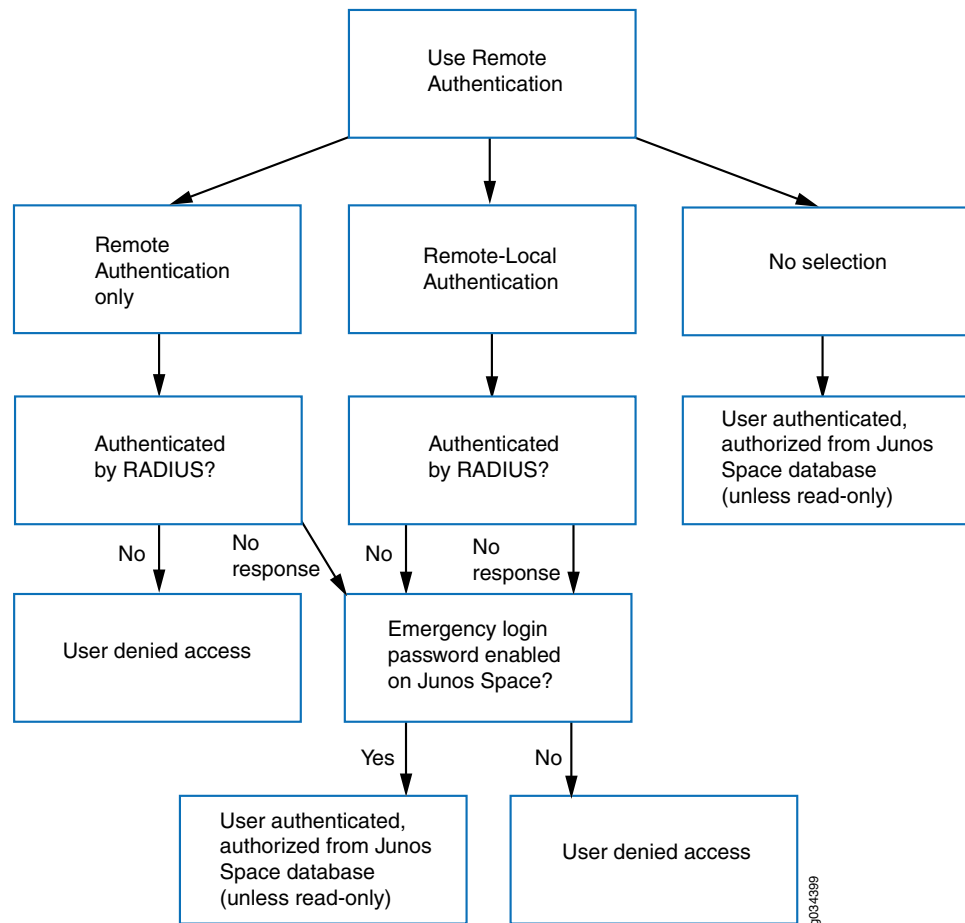 Use Remote
Authentication
Remote
Authentication
only
Remote-Local
Authentication
No selection
Authenticated
by RADIUS?
Authenticated
by RADIUS?
User authenticated,
authorized from Junos
Space database
(unless read-only)
No
No
response
No
No
response
User denied access
Emergency login
password enabled
on Junos Space?
Yes
No
User authenticated,
authorized from Junos
Space database
(unless read-only)
User denied access
g034399